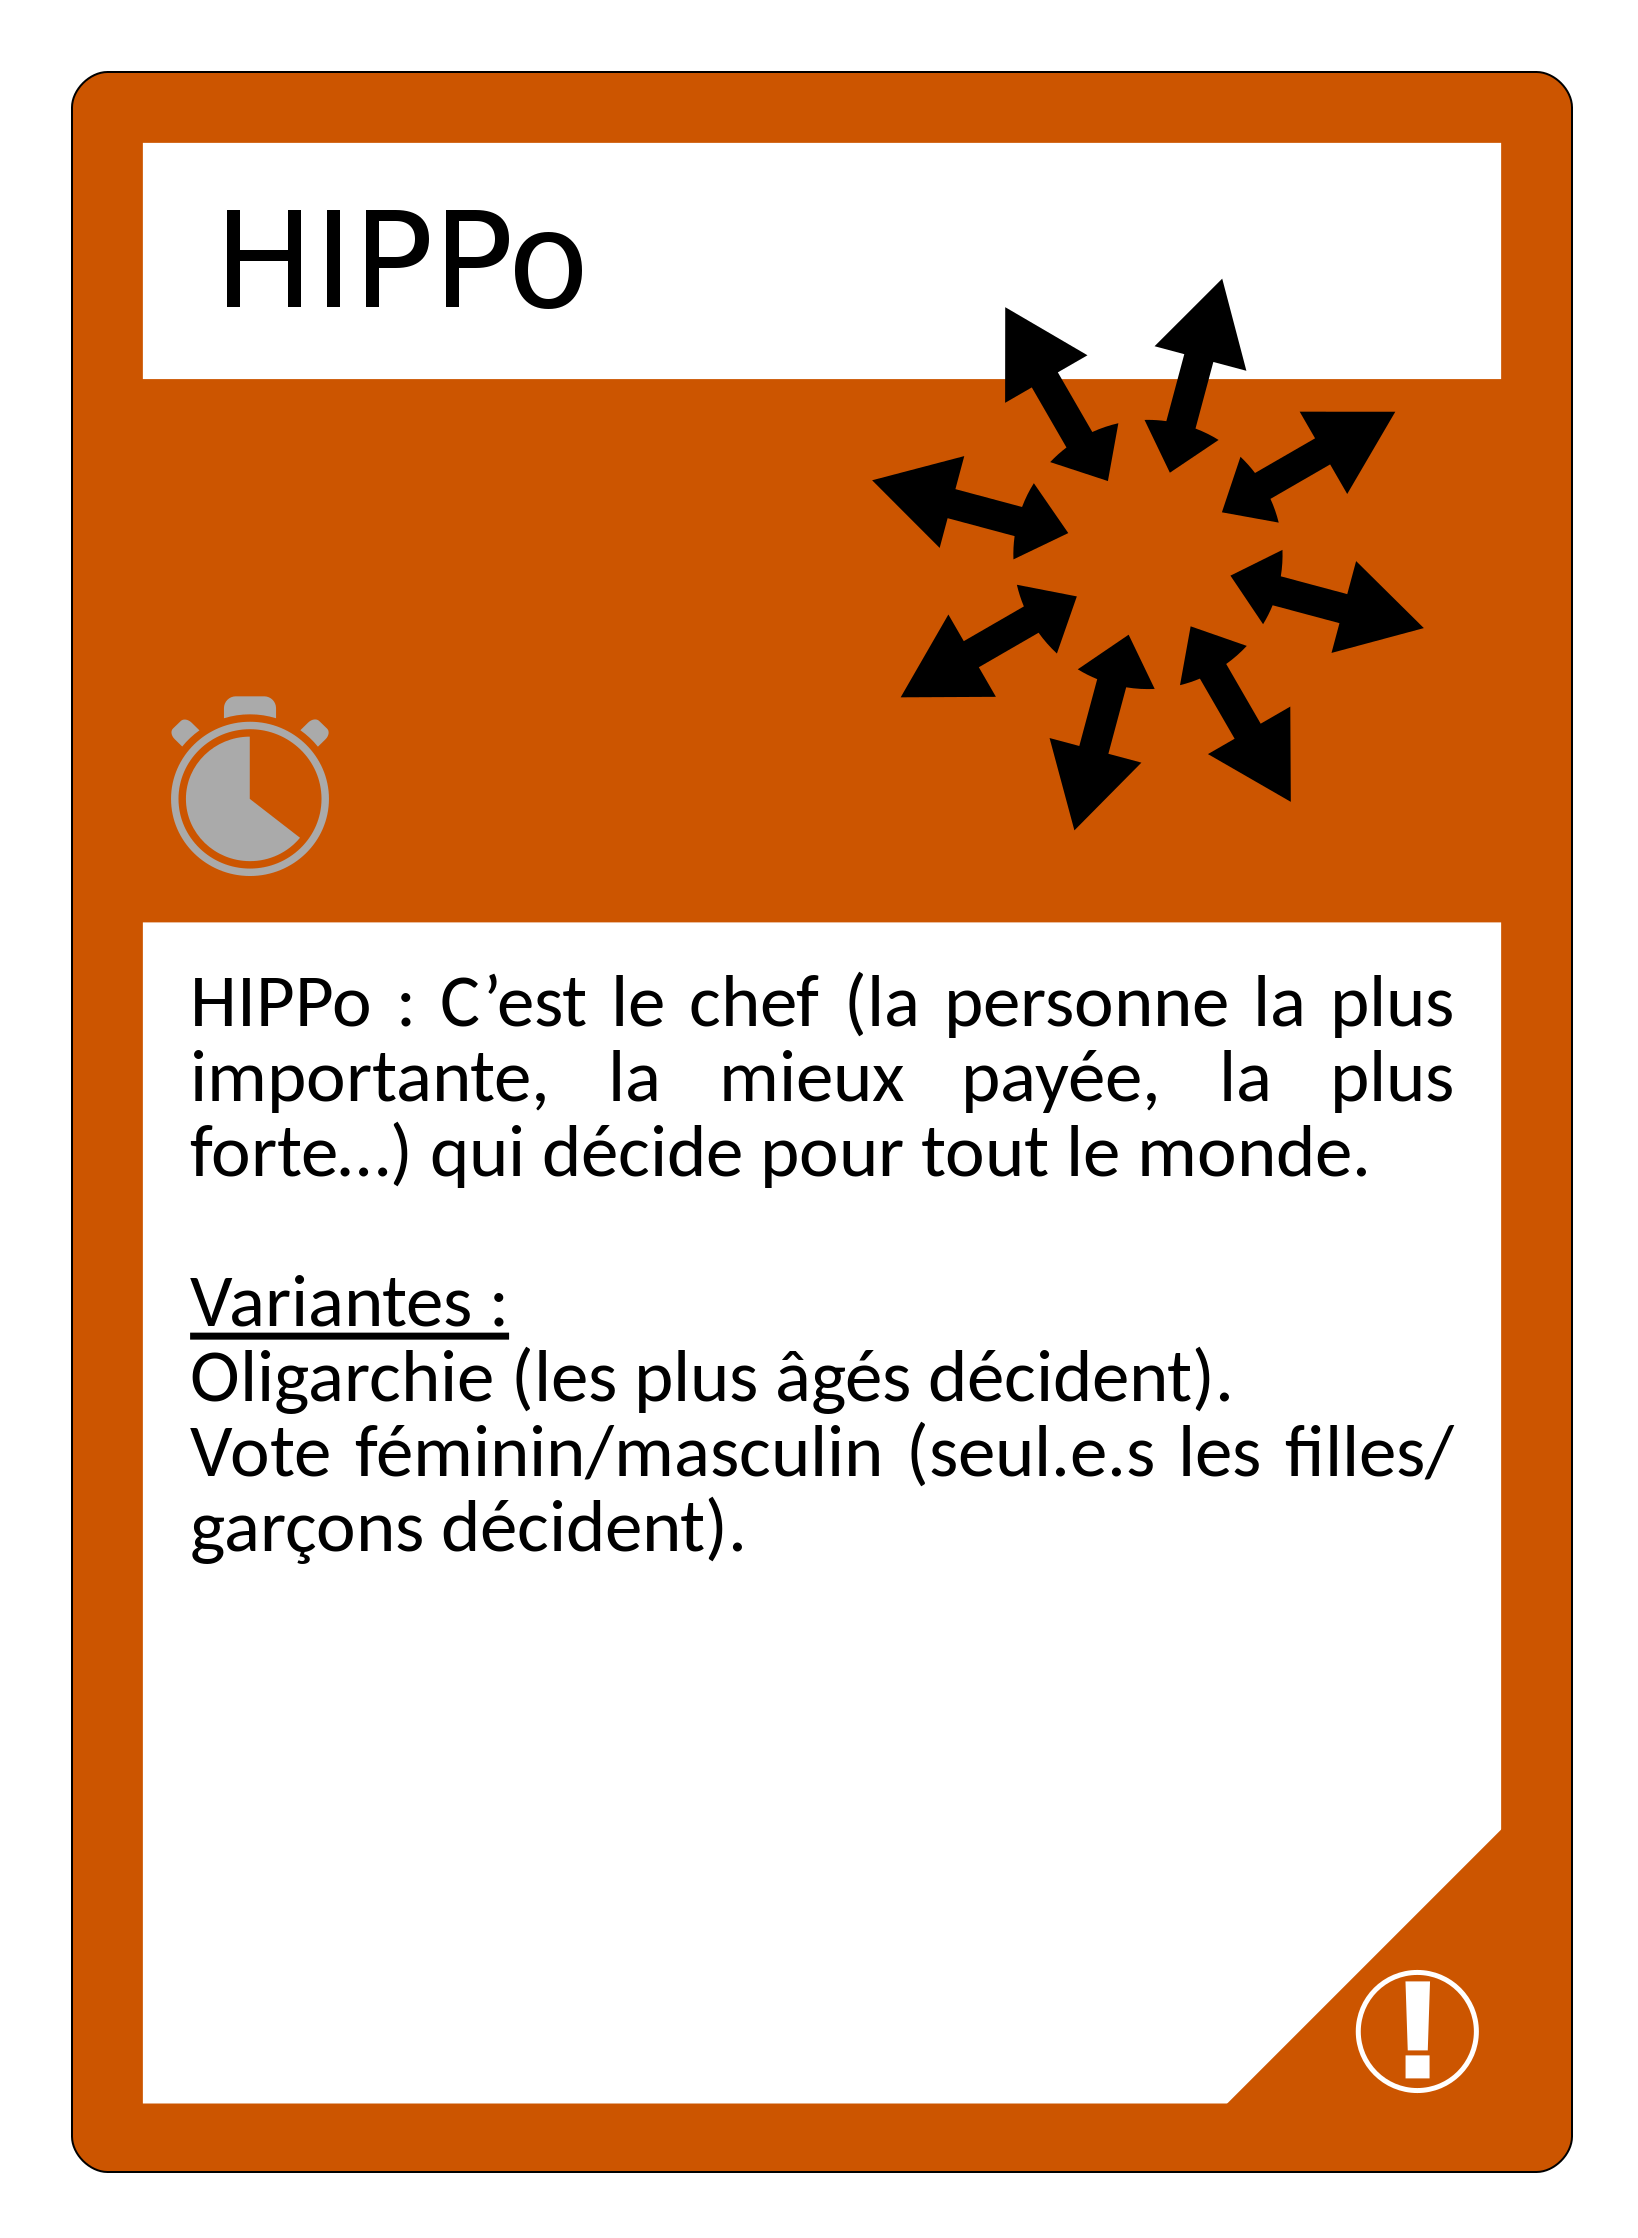 HIPPo
HIPPo : C’est le chef (la personne la plus
importante, la mieux payée, la plus
forte…) qui décide pour tout le monde.
Variantes :
Oligarchie (les plus âgés décident).
Vote féminin/masculin (seul.e.s les filles/
garçons décident).
!